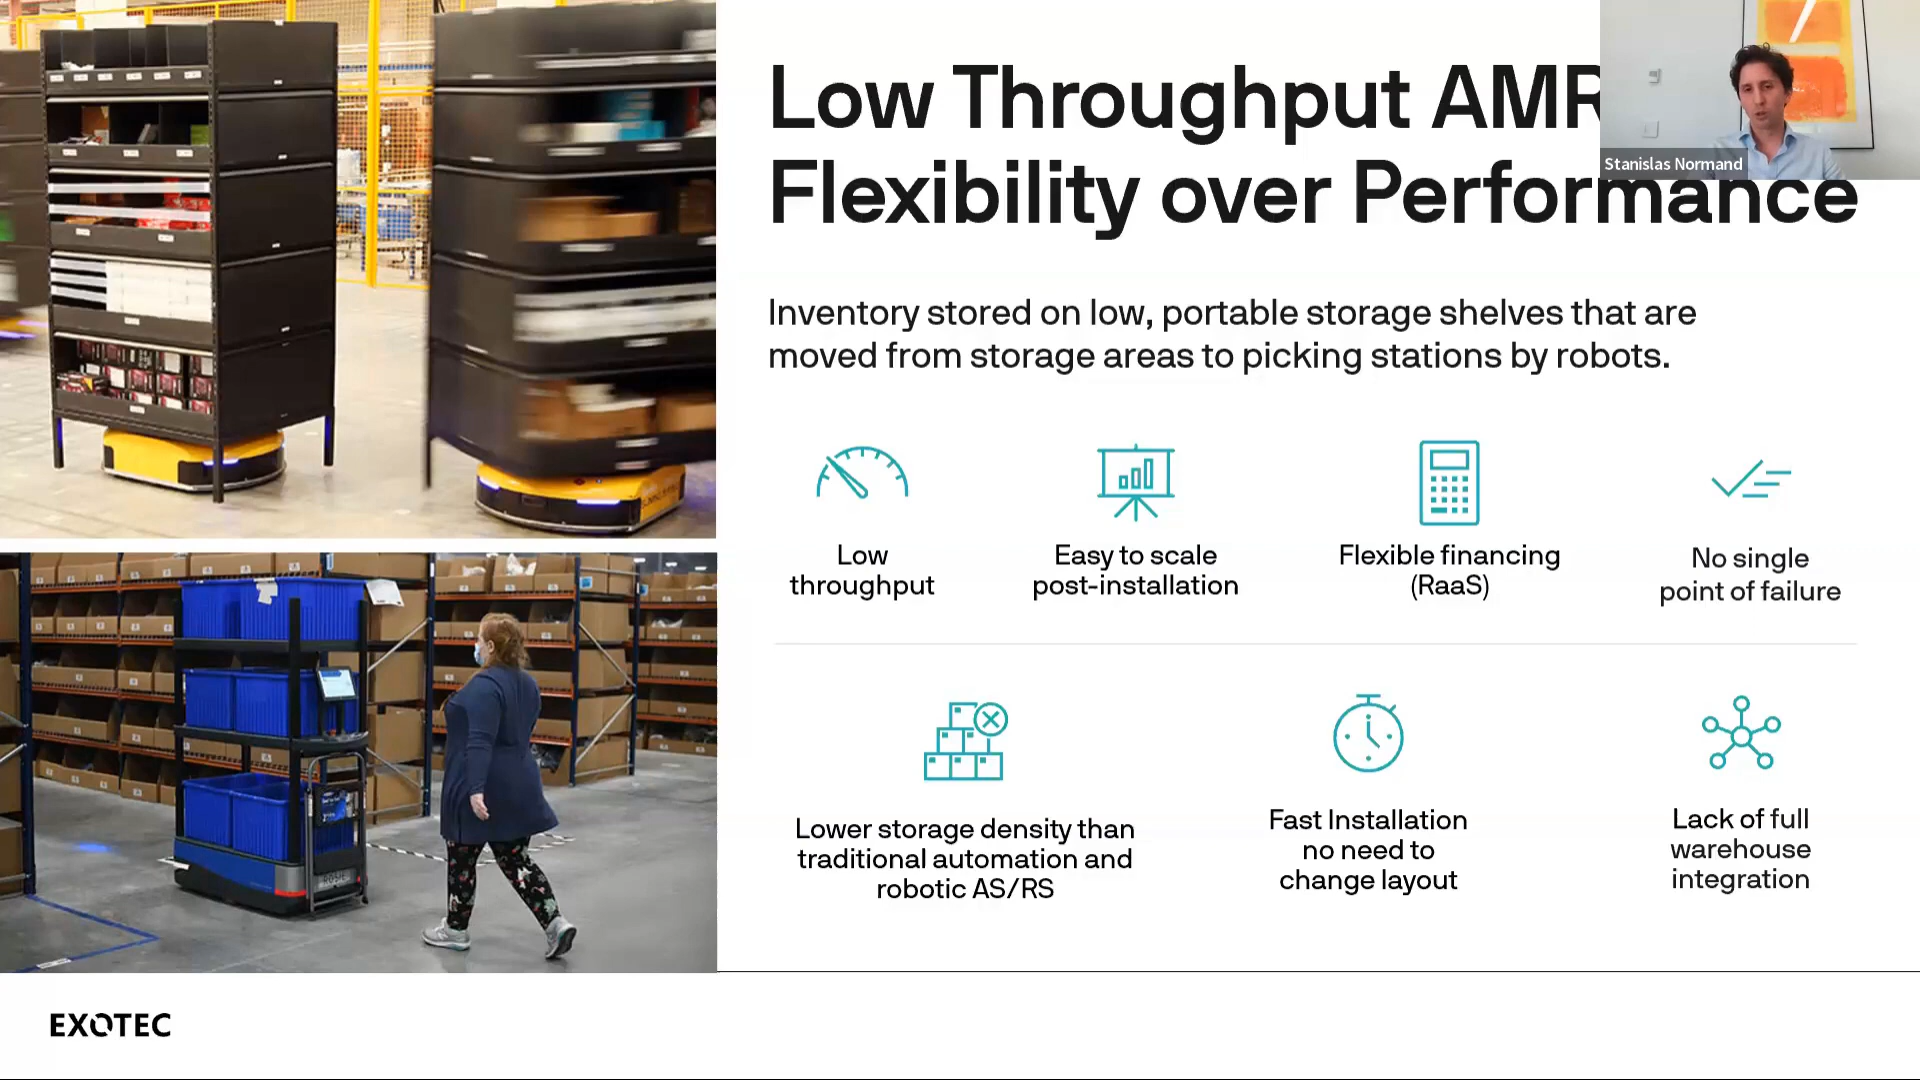 Low Throughput AMR
Flexibility over Performance
Stanislas Normand
Inventory stored on low, portable storage shelves that are
moved from storage areas to picking stations by robots.
Low
throughput
Easy to scale
post-installation
Flexible financing
(RaaS)
No single
point of failure
Lower storage density than
traditional automation and
robotic AS/RS
Fast Installation
no need to
change layout
Lack of full
warehouse
integration
EXOTEC